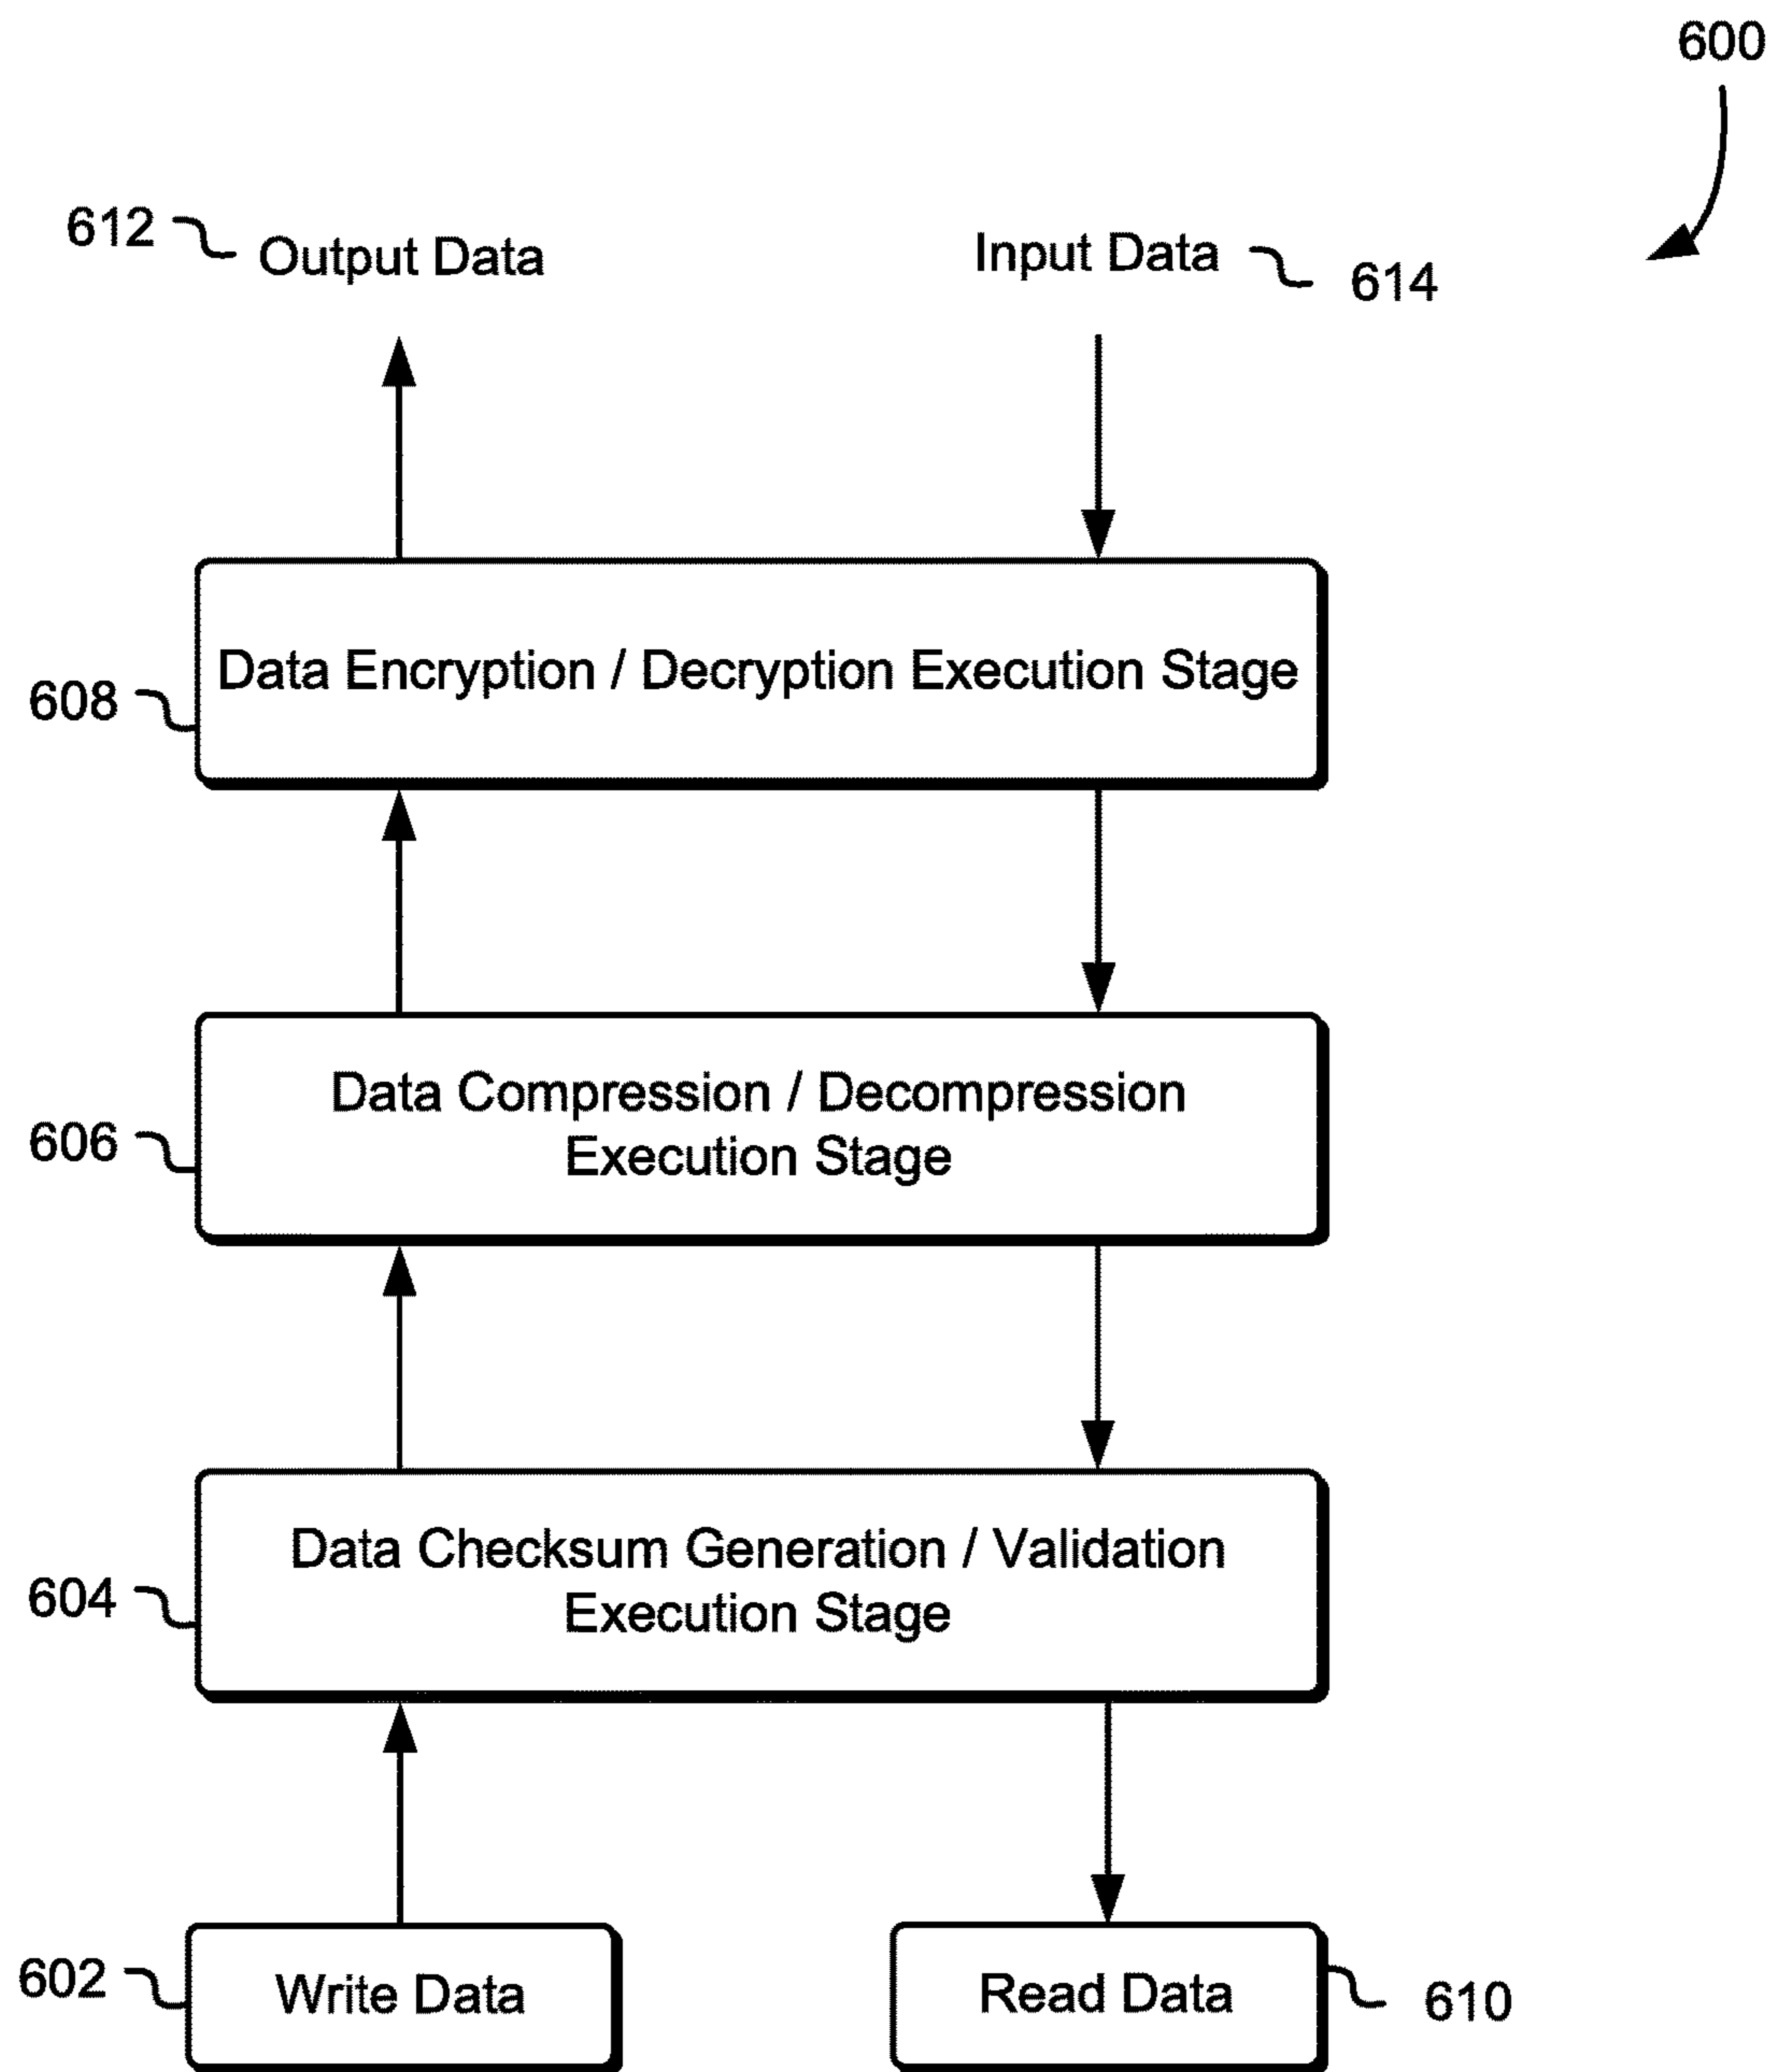 600
612
Output Data
Input Data
614
Data Encryption / Decryption Execution Stage
608
Data Compression / Decompression
Execution Stage
606
Data Checksum Generation / Validation
Execution Stage
604
602
Write Data
Read Data
610